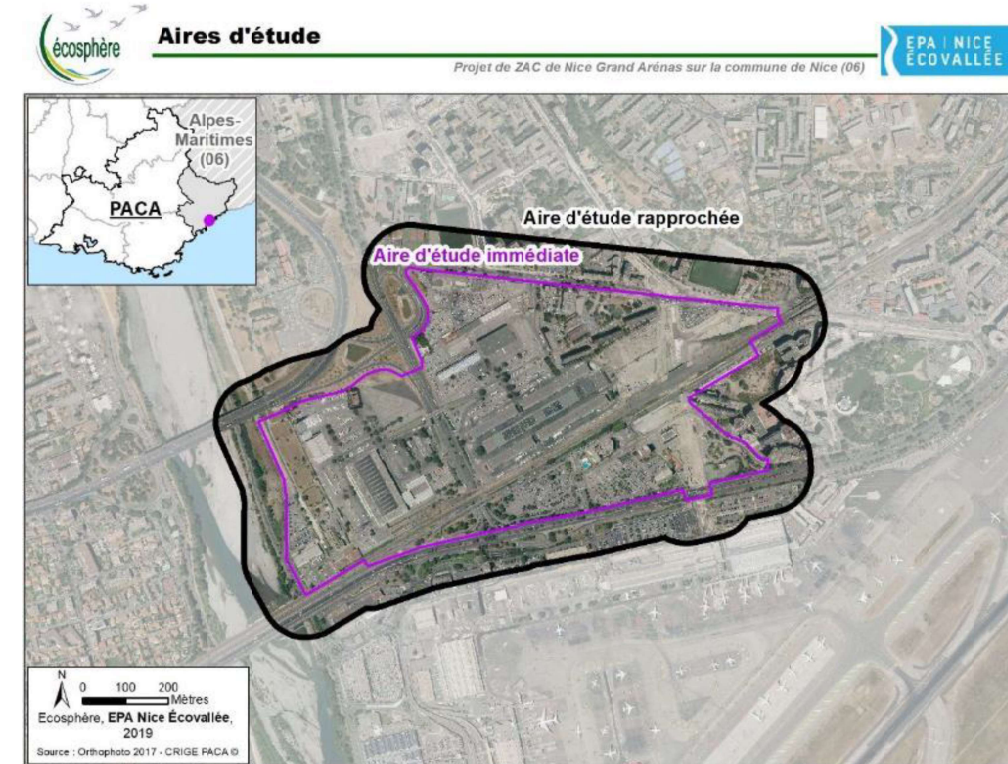 écosphère
Aires d'étude
Projet de ZAC de Nice Grand Arénas sur la commune de Nice (06)
EPA | NICE
ÉCOVALLÉE
Alpes-
Maritimes
(06)
PACA
Aire d'étude rapprochée
Aire d'étude immédiate
N
0 100 200
Mètres
Ecosphère, EPA Nice Écovallée,
2019
Source : Orthophoto 2017 - CRIGE PACA ©